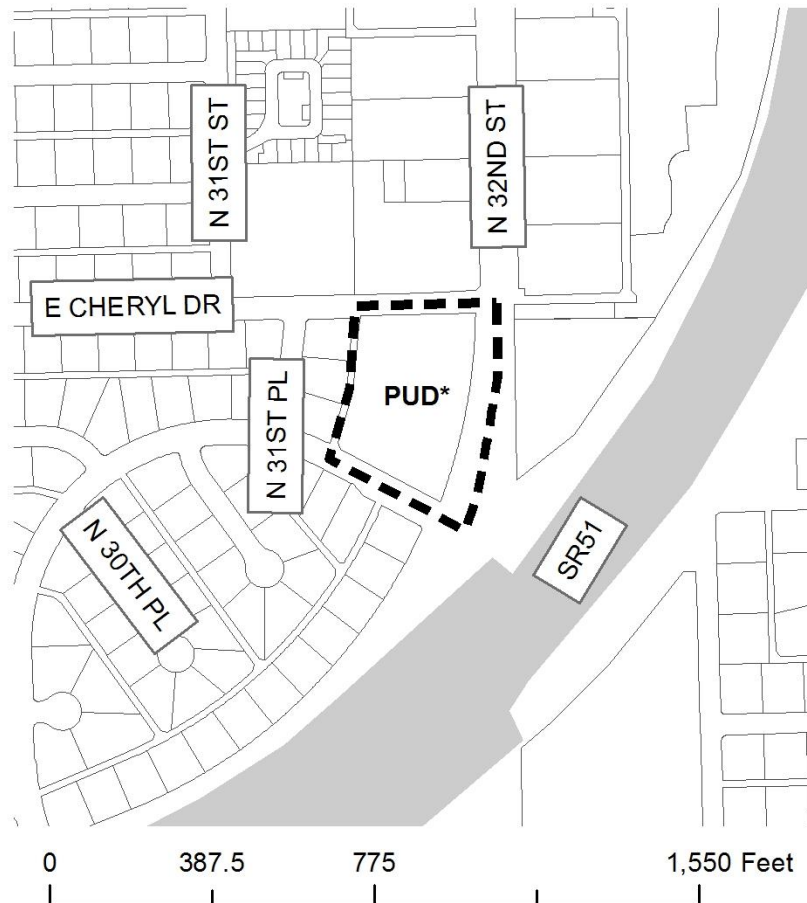 N 31ST ST
N 32ND ST
E CHERYL DR
PUD*
N 31ST PL
N 30TH PL
SR51
0 387.5 775 1,550 Feet